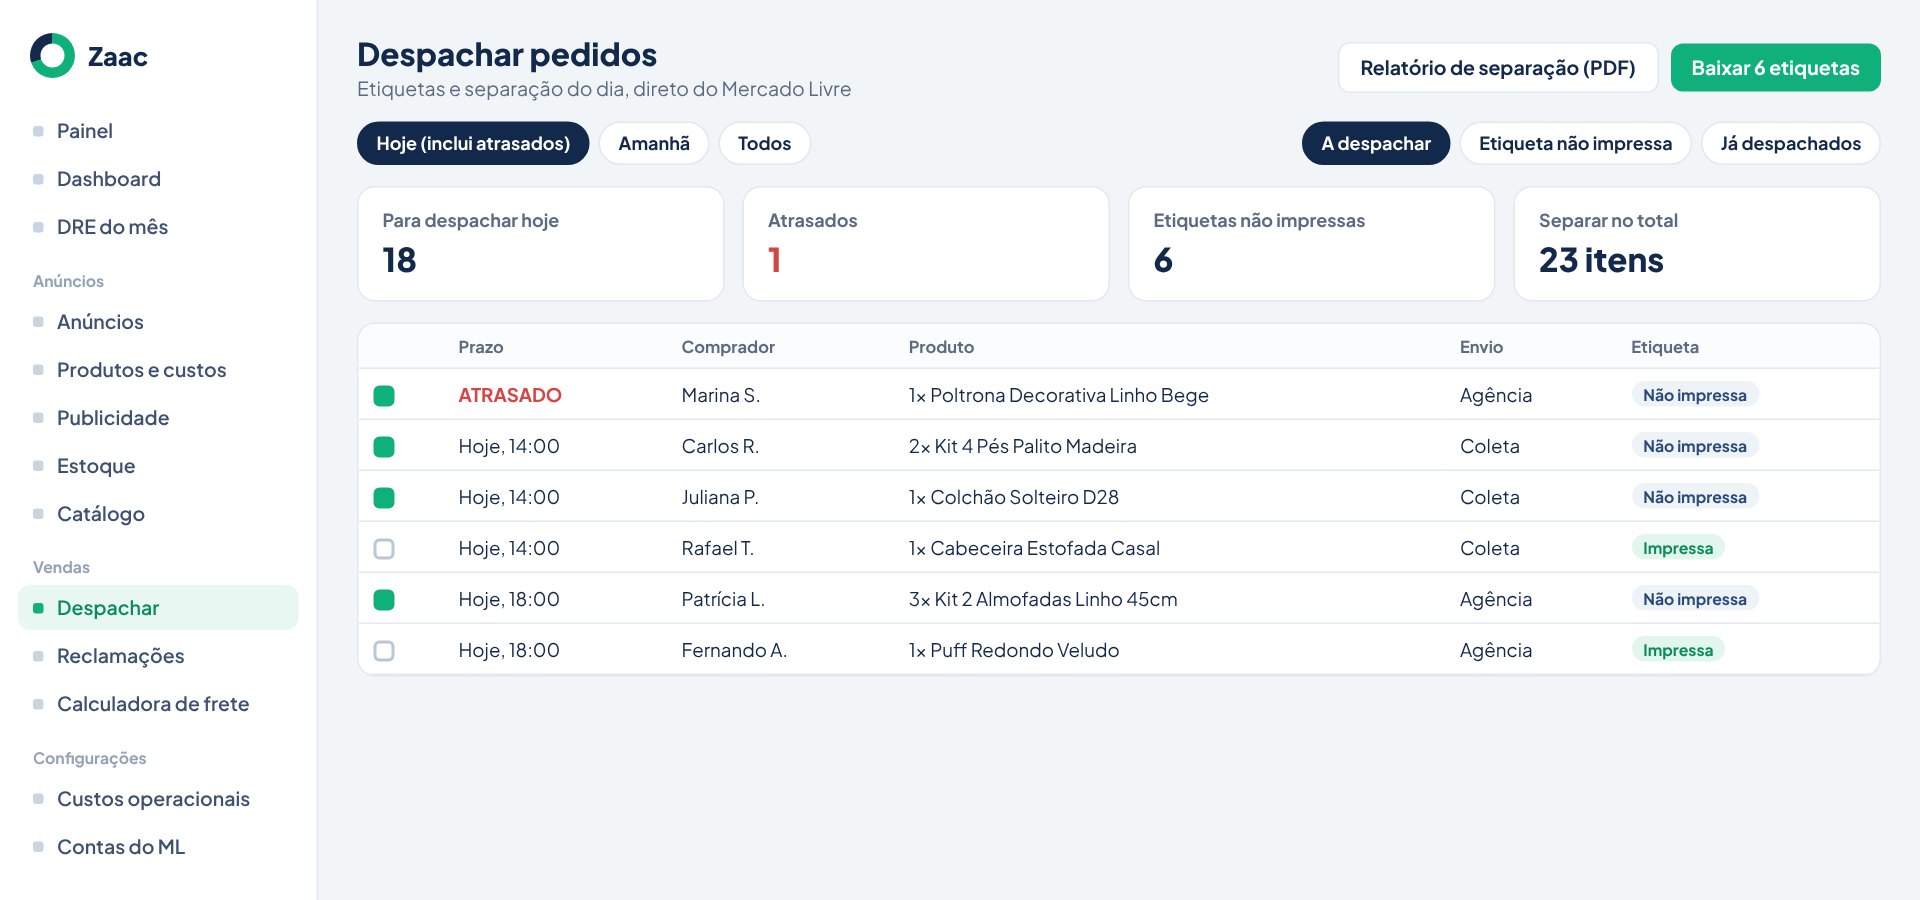 Zaac
Painel
Dashboard
DRE do mês
Anúncios
Anúncios
Produtos e custos
Publicidade
Estoque
Catálogo
Vendas
Despachar
Reclamações
Calculadora de frete
Configurações
Custos operacionais
Contas do ML
Despachar pedidos
Etiquetas e separação do dia, direto do Mercado Livre
Relatório de separação (PDF) Baixar 6 etiquetas
Hoje (inclui atrasados) Amanhã Todos A despachar Etiqueta não impressa Já despachados
Para despachar hoje Atrasados Etiquetas não impressas Separar no total
18 1 6 23 itens
Prazo Comprador Produto Envio Etiqueta
ATRASADO Marina S. 1× Poltrona Decorativa Linho Bege Agência Não impressa
Hoje, 14:00 Carlos R. 2× Kit 4 Pés Palito Madeira Coleta Não impressa
Hoje, 14:00 Juliana P. 1× Colchão Solteiro D28 Coleta Não impressa
Hoje, 14:00 Rafael T. 1× Cabeceira Estofada Casal Coleta Impressa
Hoje, 18:00 Patrícia L. 3× Kit 2 Almofadas Linho 45cm Agência Não impressa
Hoje, 18:00 Fernando A. 1× Puff Redondo Veludo Agência Impressa